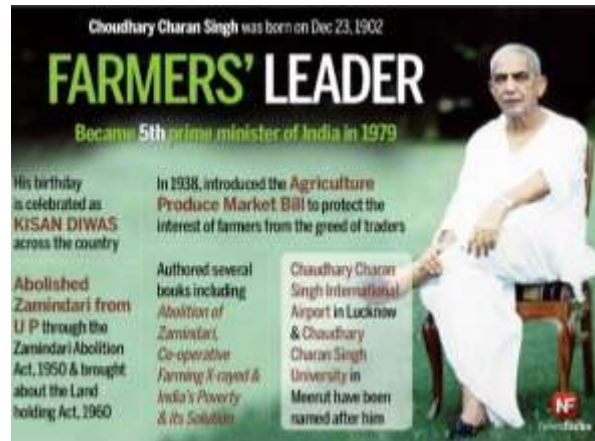 Choudhary Charan Singh was born on Dec 23, 1902
FARMERS' LEADER
Became 5th prime minister of India in 1979
His birthday
is celebrated as
KISAN DIWAS
across the country
In 1938, introduced the Agriculture
Produce Market Bill to protect the
interest of farmers from the greed of traders
Abolished
Zamindari from
U P through the
Zamindari Abolition
Act, 1950 & brought
about the Land
holding Act, 1960
Authored several
books including
Abolition of
Zamindari,
Co-operative
Farming X-rayed &
India's Poverty
& its Solution
Chaudhary Charan
Singh International
Airport in Lucknow
& Chaudhary
Charan Singh
University in
Meerut have been
named after him
NF
newsflicks